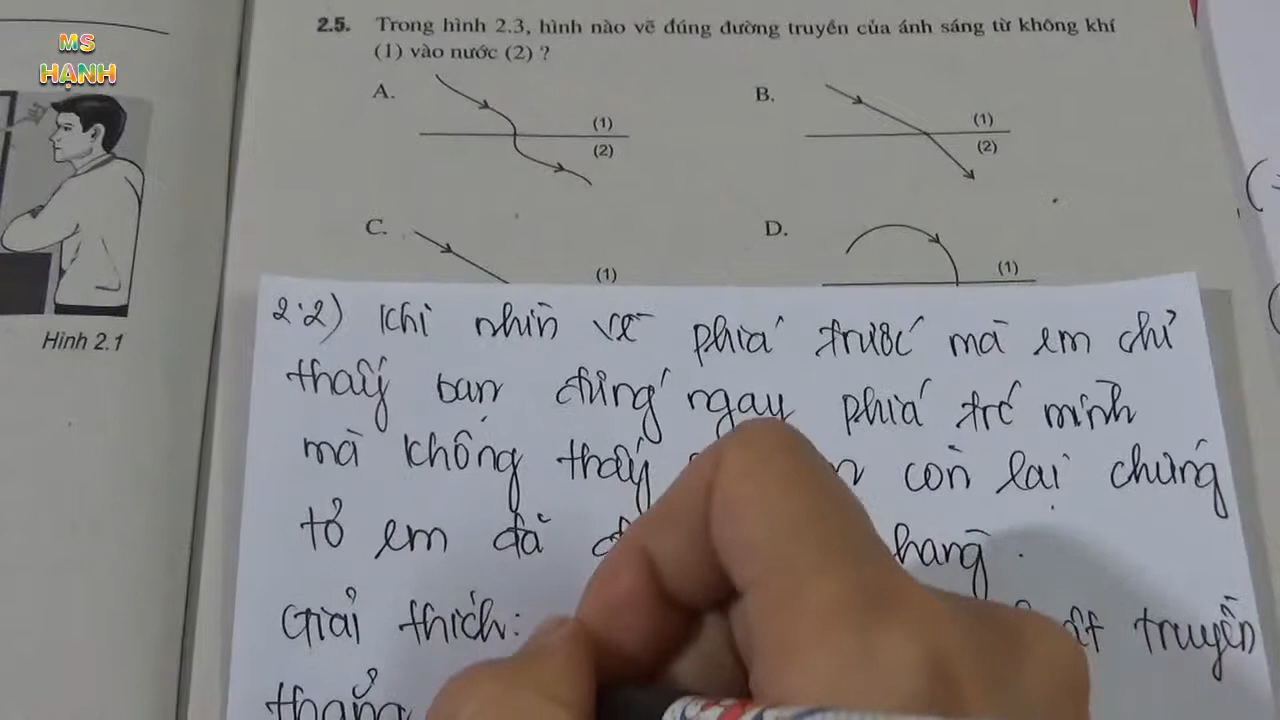 MS
HẠNH
2.5. Trong hình 2.3, hình nào vẽ đúng đường truyền của ánh sáng từ không khí
(1) vào nước (2) ?
A.
(1)
(2)
B.
(1)
(2)
C.
(1)
D.
(1)
Hình 2.1
2.2) Khi nhìn về phía trước mà em chỉ
thấy bạn đứng ngay phía trc mình
mà không thấy còn lại chứng
tỏ em đã hàng.
Giải thích: truyền
thẳng